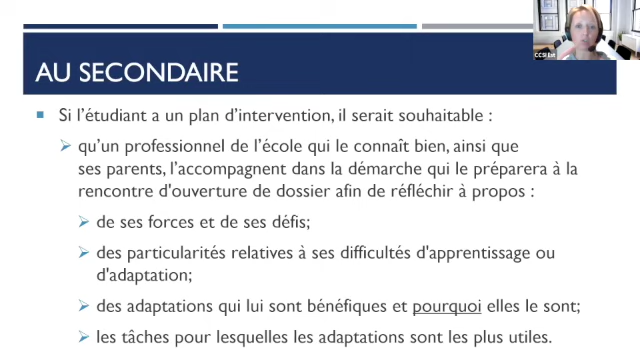 CCSI Est
AU SECONDAIRE
Si l'étudiant a un plan d'intervention, il serait souhaitable :
qu'un professionnel de l'école qui le connaît bien, ainsi que
ses parents, l'accompagnent dans la démarche qui le préparera à la
rencontre d'ouverture de dossier afin de réfléchir à propos :
de ses forces et de ses défis;
des particularités relatives à ses difficultés d'apprentissage ou
d'adaptation;
des adaptations qui lui sont bénéfiques et pourquoi elles le sont;
les tâches pour lesquelles les adaptations sont les plus utiles.